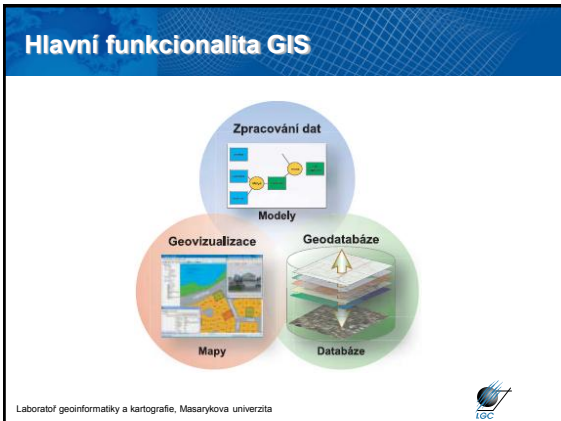 Hlavní funkcionalita GIS
Zpracování dat
Modely
Geovizualizace
Mapy
Geodatabáze
Databáze
Laboratoř geoinformatiky a kartografie, Masarykova univerzita
LGC